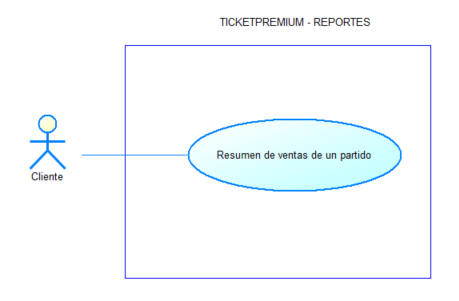 TICKETPREMIUM - REPORTES
Resumen de ventas de un partido
Cliente